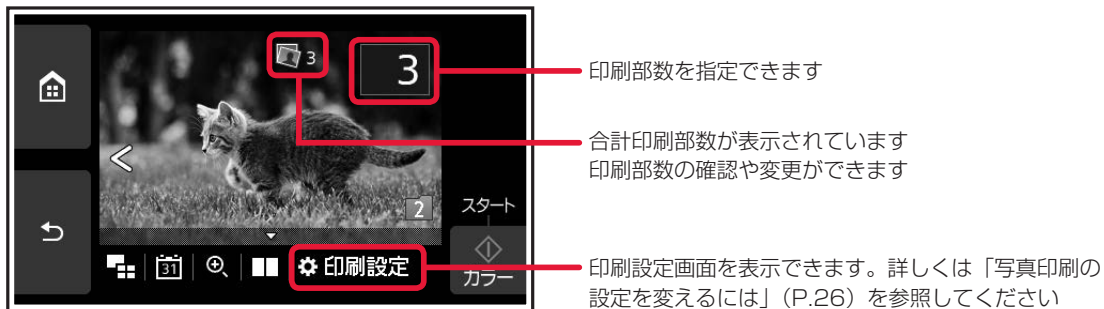 3
3
印刷部数を指定できます
合計印刷部数が表示されています
印刷部数の確認や変更ができます
2
スタート
31
印刷設定
カラー
印刷設定画面を表示できます。詳しくは「写真印刷の
設定を変えるには」(P.26)を参照してください